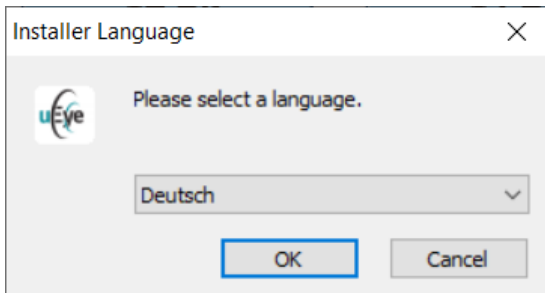 Installer Language
uEye
Please select a language.
Deutsch
OK
Cancel